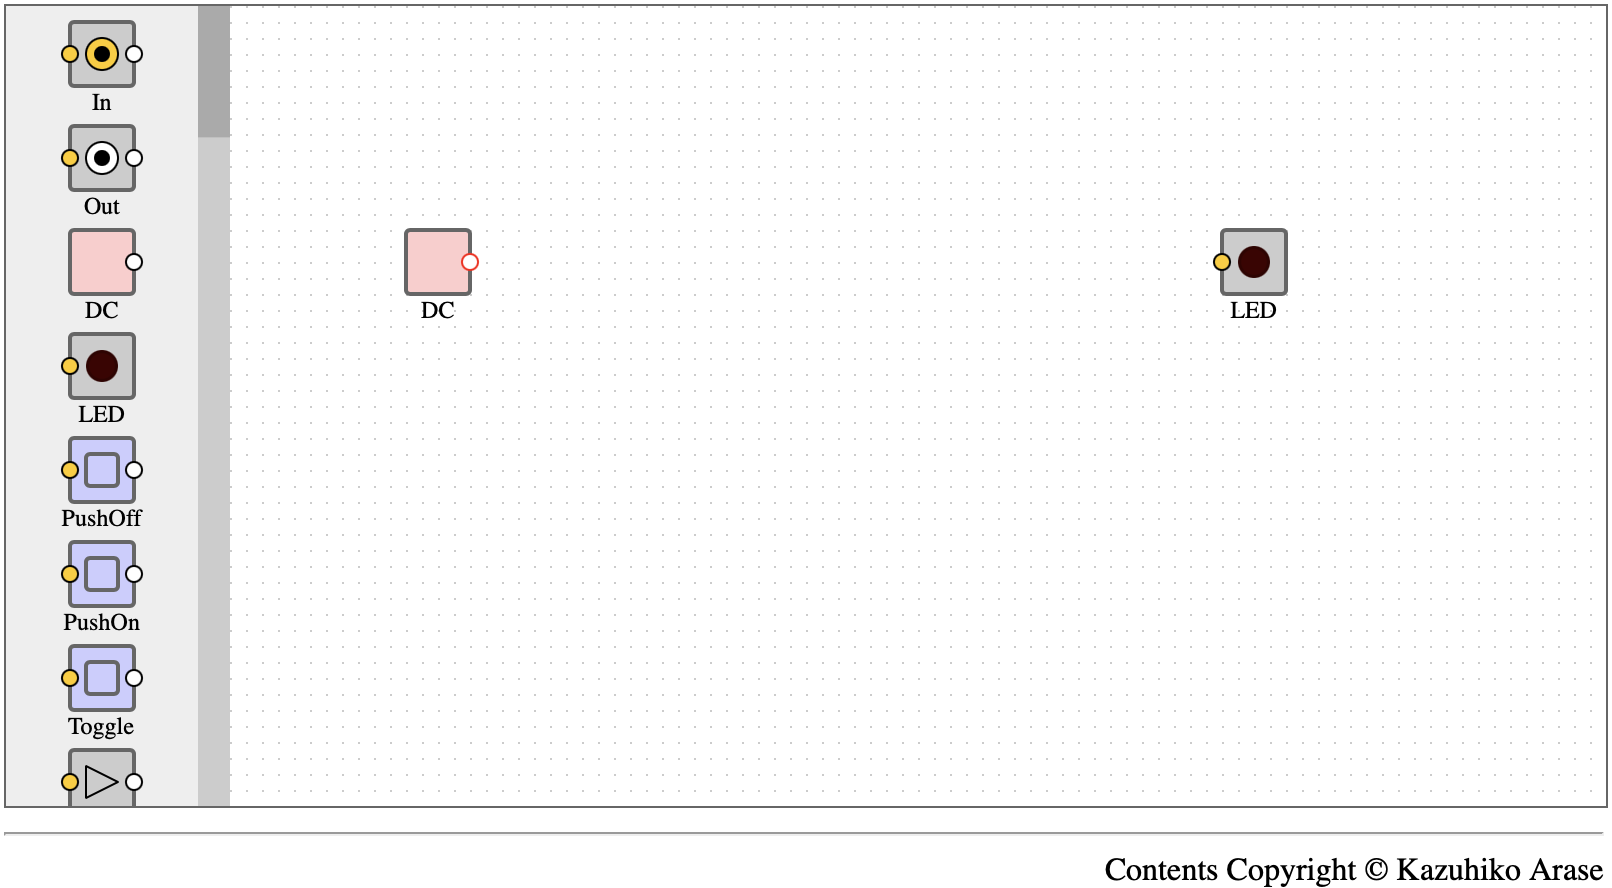 In
Out
DC
LED
PushOff
PushOn
Toggle
DC
LED
Contents Copyright © Kazuhiko Arase